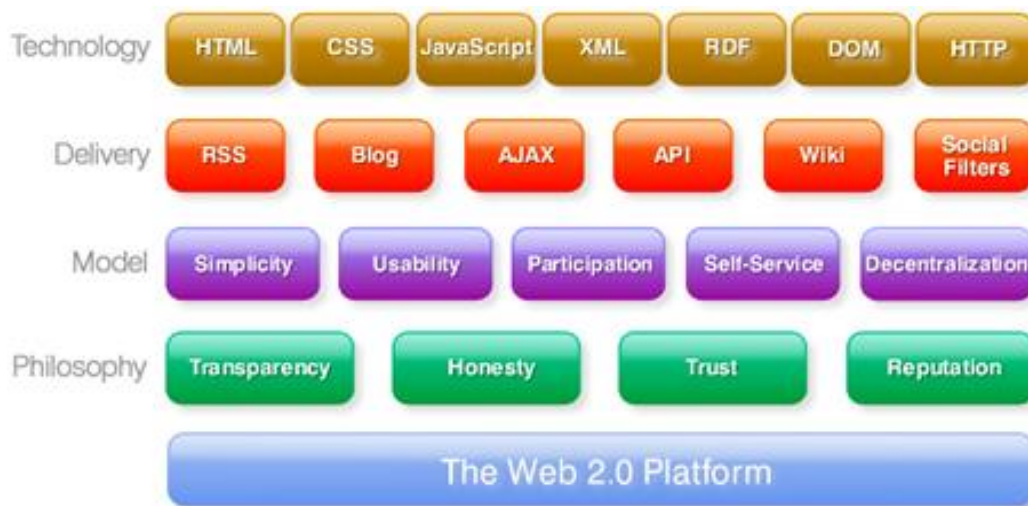 Technology HTML CSS JavaScript XML RDF DOM HTTP
Delivery RSS Blog AJAX API Wiki Social Filters
Model Simplicity Usability Participation Self-Service Decentralization
Philosophy Transparency Honesty Trust Reputation
The Web 2.0 Platform